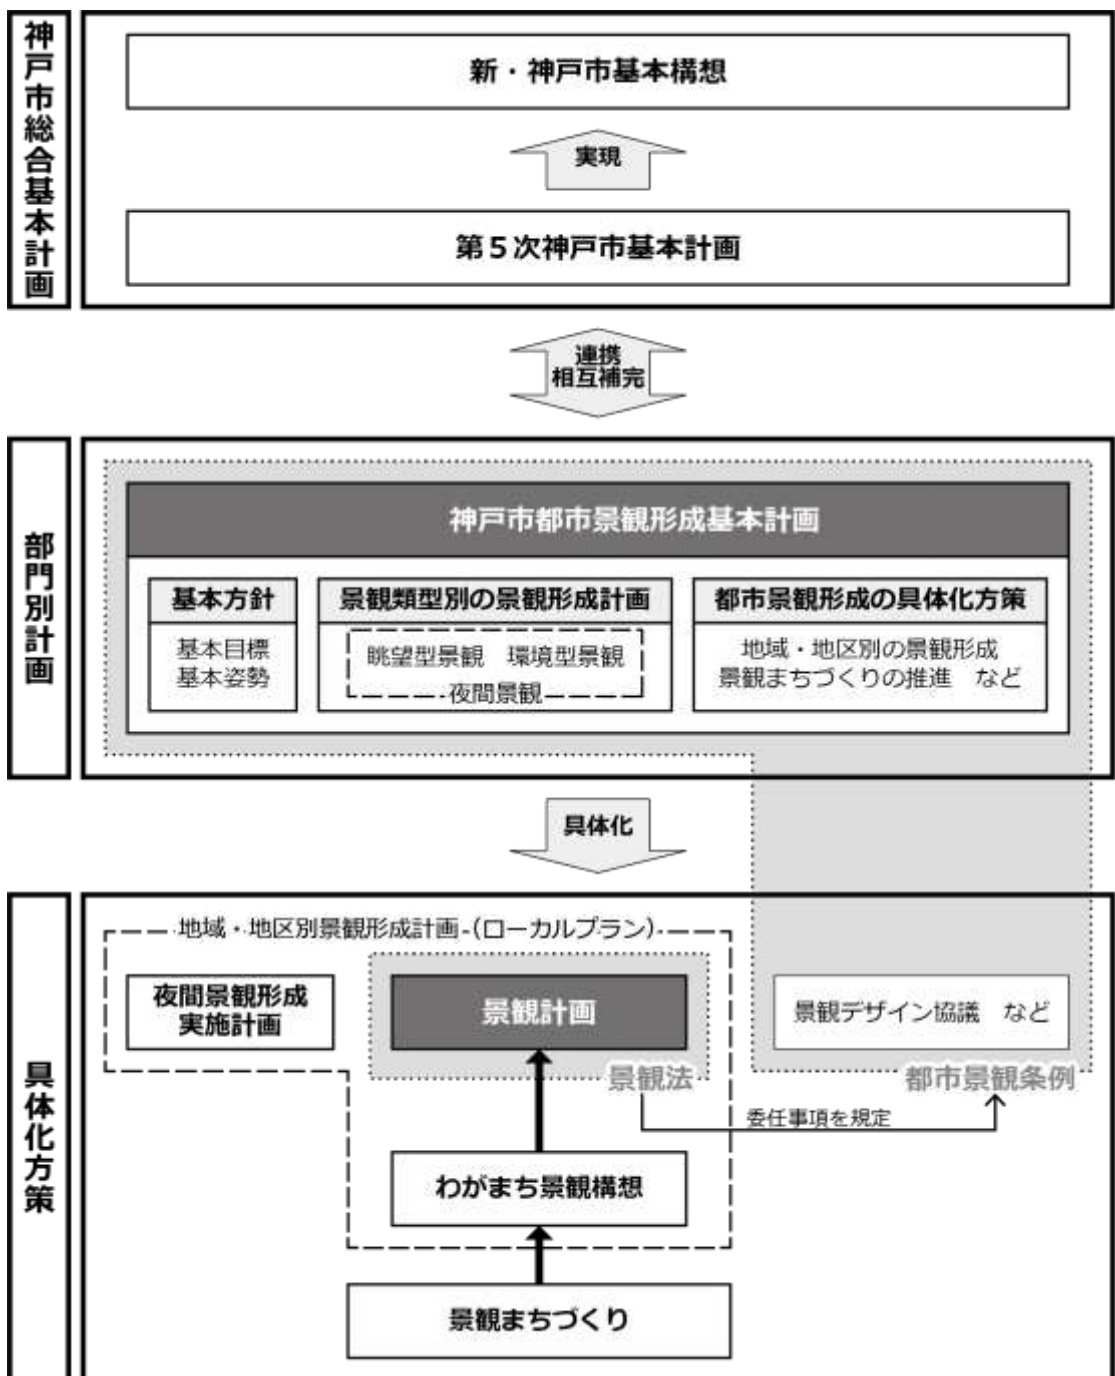 神戸市総合基本計画
新・神戸市基本構想
実現
第5次神戸市基本計画
連携
相互補完
部門別計画
神戸市都市景観形成基本計画
基本方針
基本目標
基本姿勢
景観類型別の景観形成計画
眺望型景観 環境型景観
夜間景観
都市景観形成の具体化方策
地域・地区別の景観形成
景観まちづくりの推進 など
具体化
具体化方策
地域・地区別景観形成計画(ローカルプラン)
夜間景観形成
実施計画
景観計画
景観法
景観デザイン協議 など
都市景観条例
委任事項を規定
わがまち景観構想
景観まちづくり